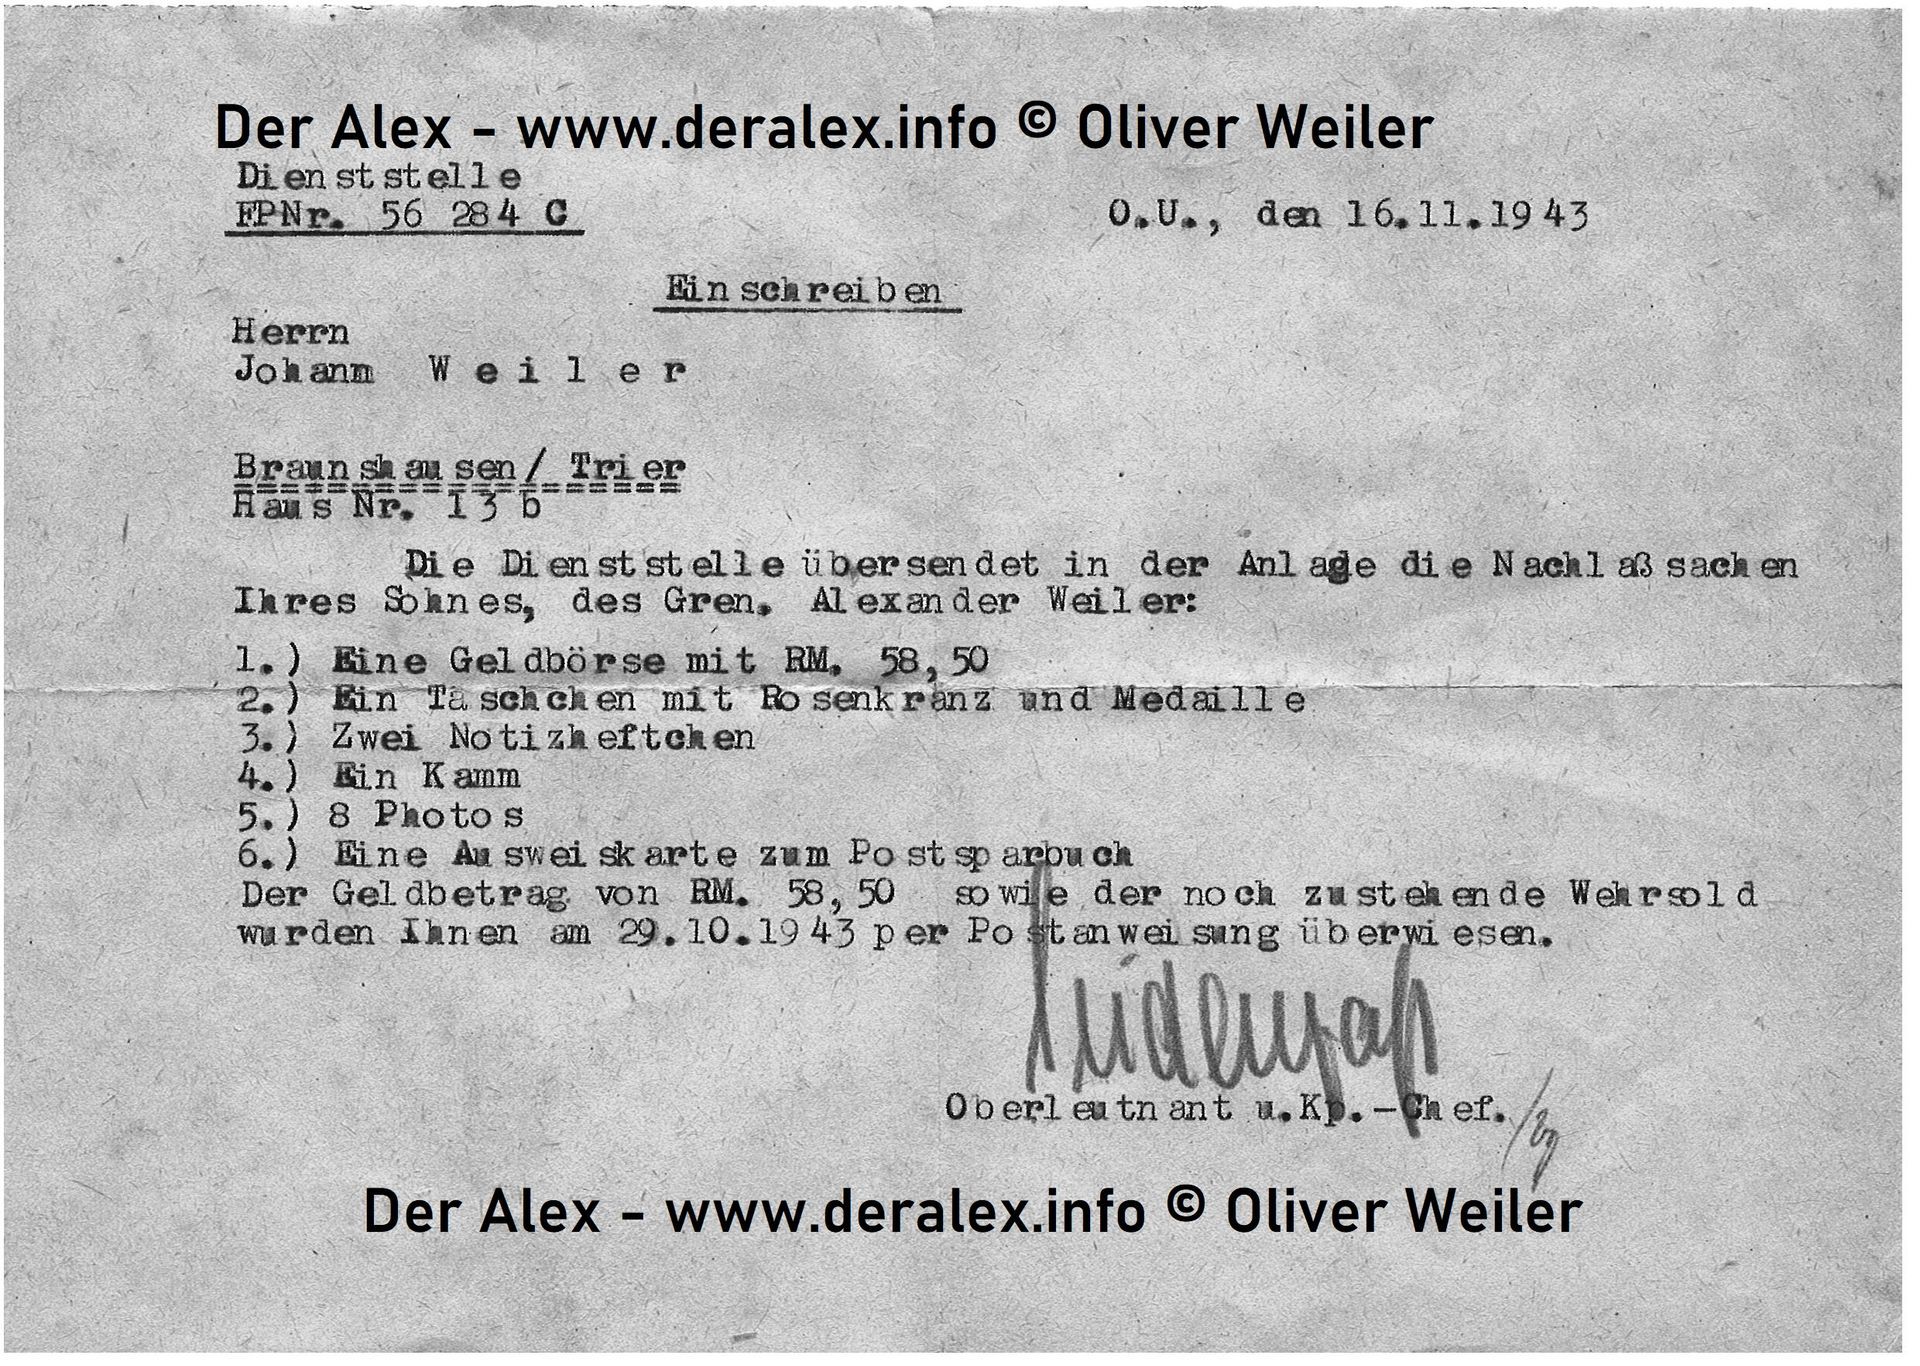 Der Alex - www.deralex.info © Oliver Weiler
Dienststelle
FPNr. 56 284 C
O.U., den 16.11.1943
Einschreiben
Herrn
Johann Weiler
Braunshausen/ Trier
Haus Nr. 13 b
Die Dienststelle übersendet in der Anlage die Nachlaßsachen
Ihres Sohnes, des Gren. Alexander Weiler:
1.) Eine Geldbörse mit RM. 58,50
2.) Ein Täschchen mit Rosenkranz und Medaille
3.) Zwei Notizheftchen
4.) Ein Kamm
5.) 8 Photos
6.) Eine Ausweiskarte zum Postsparbuch
Der Geldbetrag von RM. 58,50 sowie der noch zustehende Wehrsold
wurden Ihnen am 29.10.1943 per Postanweisung überwiesen.
Oberleutnant u.Kp.-Chef.
Der Alex - www.deralex.info © Oliver Weiler